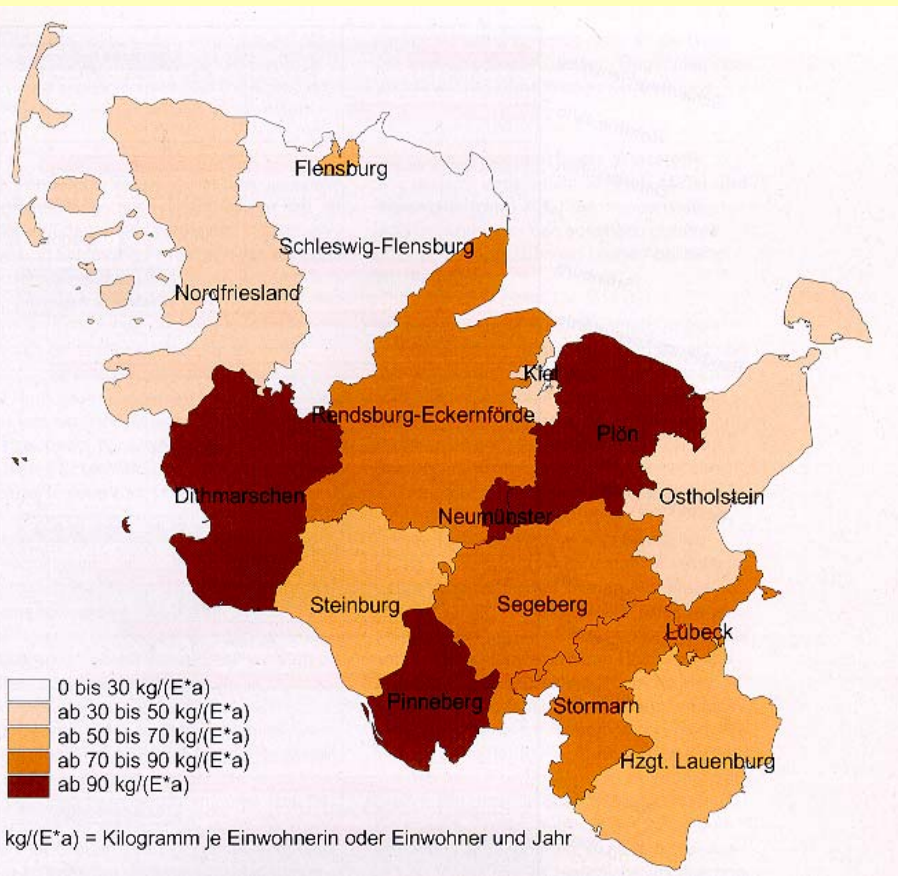 Flensburg
Schleswig-Flensburg
Nordfriesland
Kiel
Rendsburg-Eckernförde
Plön
Dithmarschen
Ostholstein
Neumünster
Steinburg
Segeberg
Lübeck
Pinneberg
Stormarn
Hzgt. Lauenburg
0 bis 30 kg/(E*a)
ab 30 bis 50 kg/(E*a)
ab 50 bis 70 kg/(E*a)
ab 70 bis 90 kg/(E*a)
ab 90 kg/(E*a)
kg/(E*a) = Kilogramm je Einwohnerin oder Einwohner und Jahr